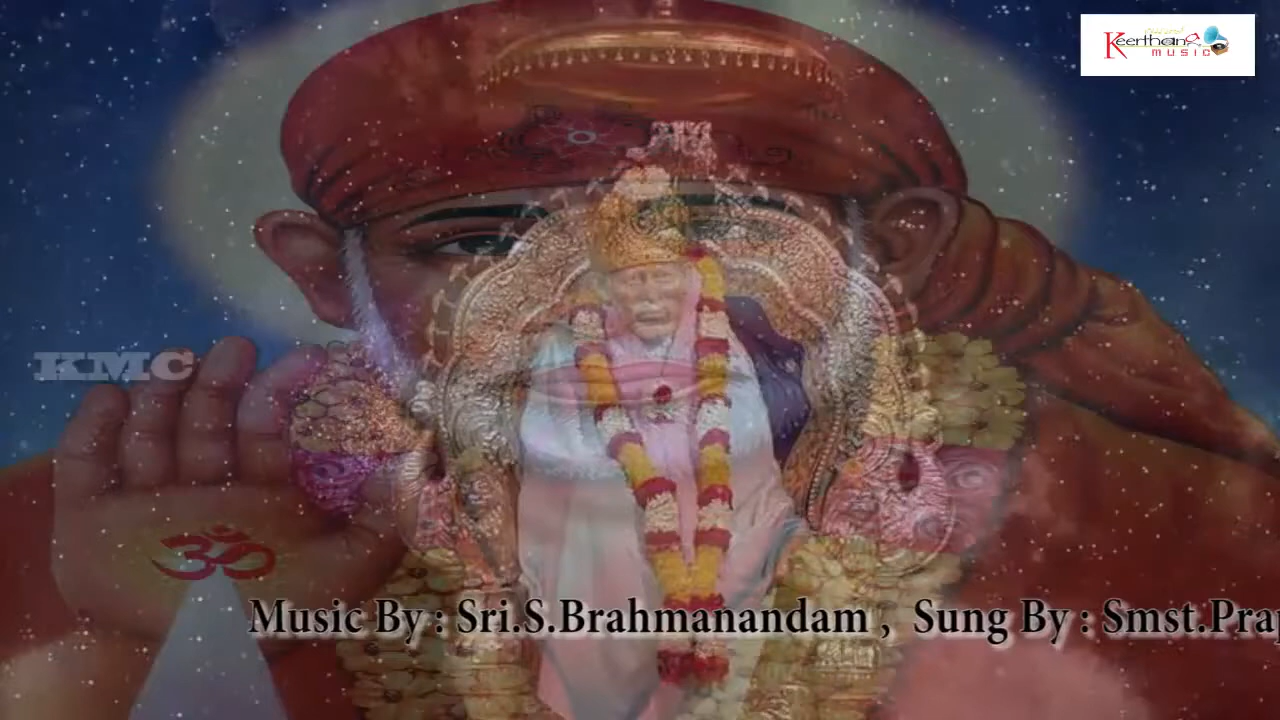 Keerthana
MUSIC
KMC
ॐ
Music By : Sri.S.Brahmanandam , Sung By : Smst.Pra